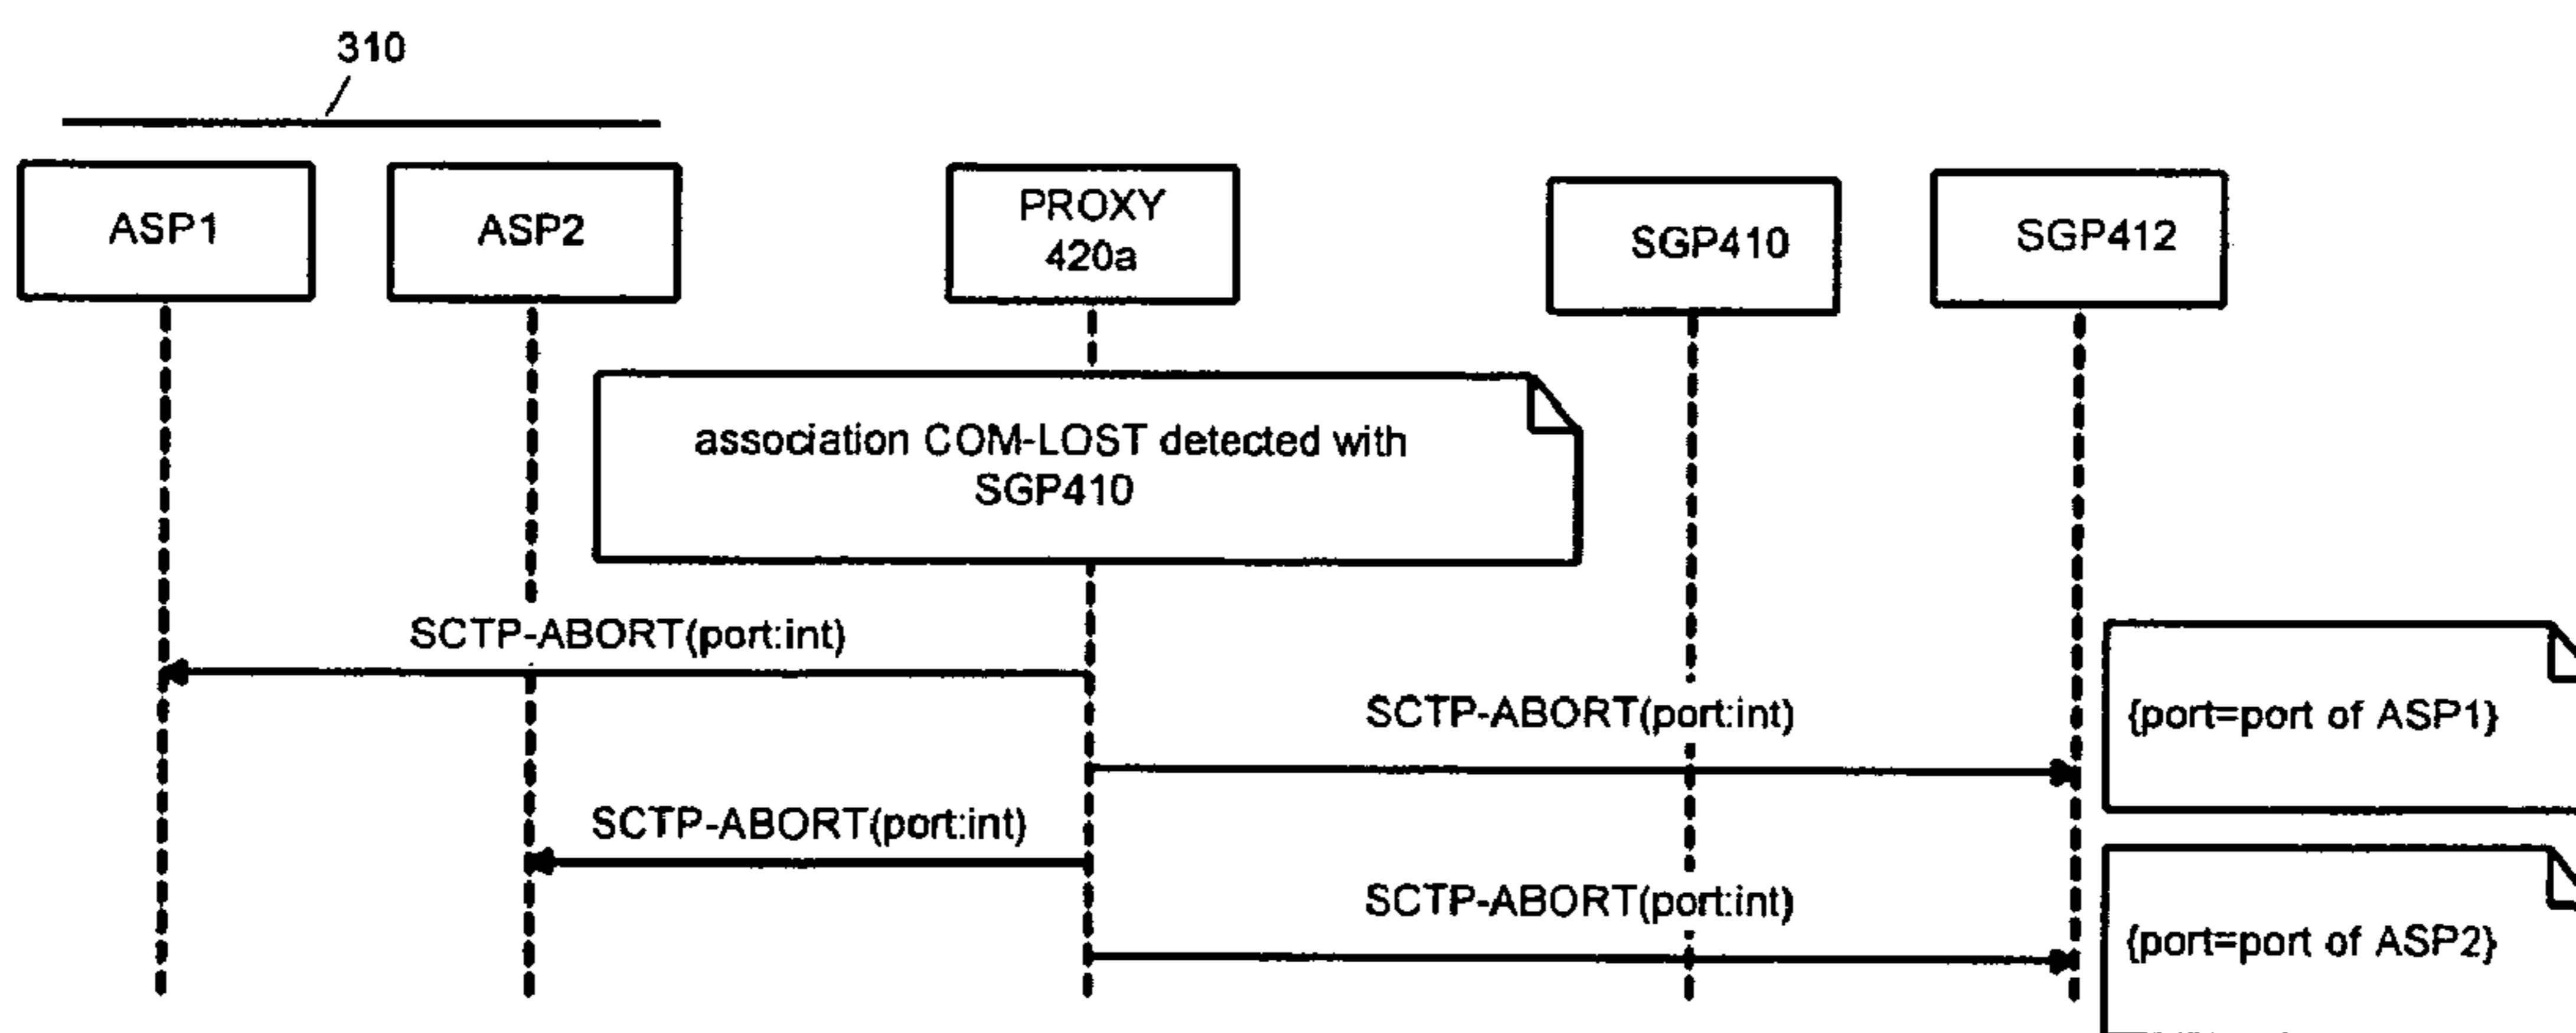 310
ASP1
ASP2
PROXY
420a
SGP410
SGP412
association COM-LOST detected with
SGP410
SCTP-ABORT(port:int)
SCTP-ABORT(port:int)
{port=port of ASP1}
SCTP-ABORT(port:int)
SCTP-ABORT(port:int)
{port=port of ASP2}